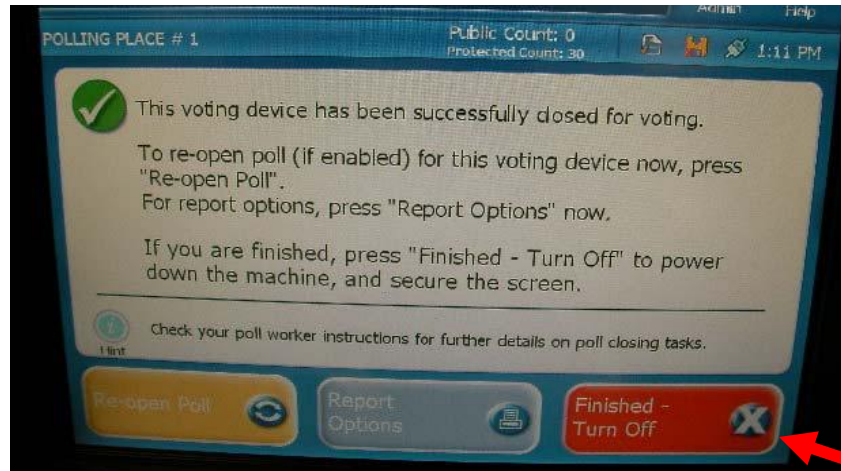 Admin Help
POLLING PLACE # 1 Public Count: 0
Protected Count: 30 1:11 PM
This voting device has been successfully closed for voting.
To re-open poll (if enabled) for this voting device now, press
"Re-open Poll".
For report options, press "Report Options" now.
If you are finished, press "Finished - Turn Off" to power
down the machine, and secure the screen.
Hint Check your poll worker instructions for further details on poll closing tasks.
Re-open Poll
Report
Options
Finished -
Turn Off